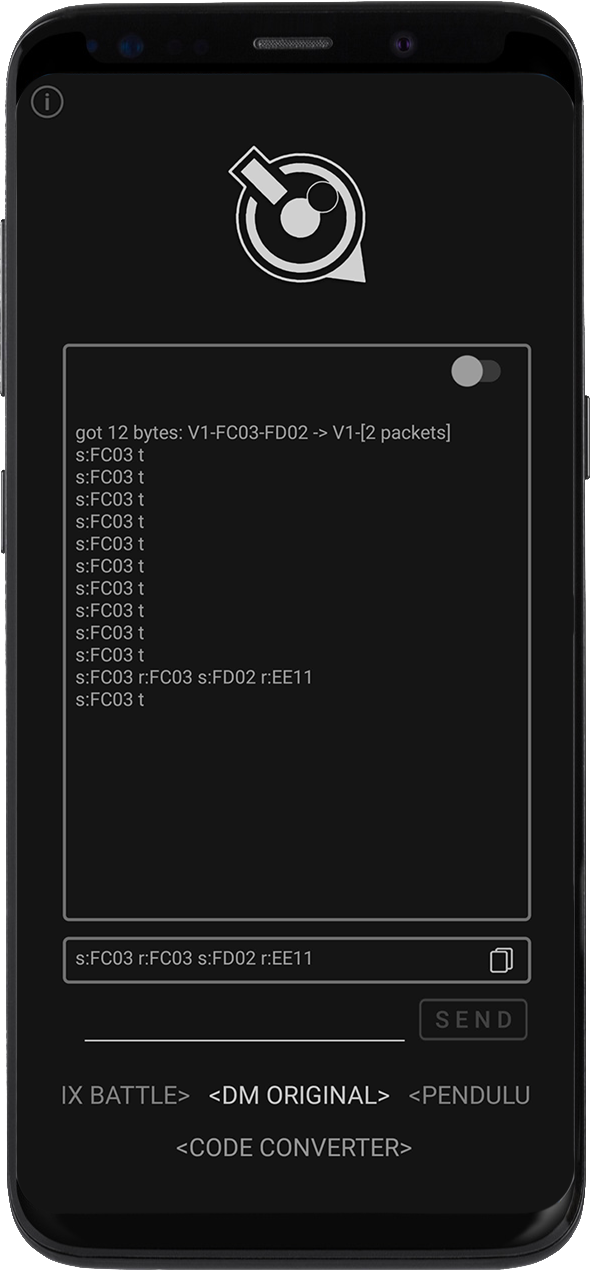 i
got 12 bytes: V1-FC03-FD02 -> V1-[2 packets]
s:FC03 t
s:FC03 t
s:FC03 t
s:FC03 t
s:FC03 t
s:FC03 t
s:FC03 t
s:FC03 t
s:FC03 t
s:FC03 t
s:FC03 r:FC03 s:FD02 r:EE11
s:FC03 t
s:FC03 r:FC03 s:FD02 r:EE11
SEND
IX BATTLE> <DM ORIGINAL> <PENDULU
<CODE CONVERTER>